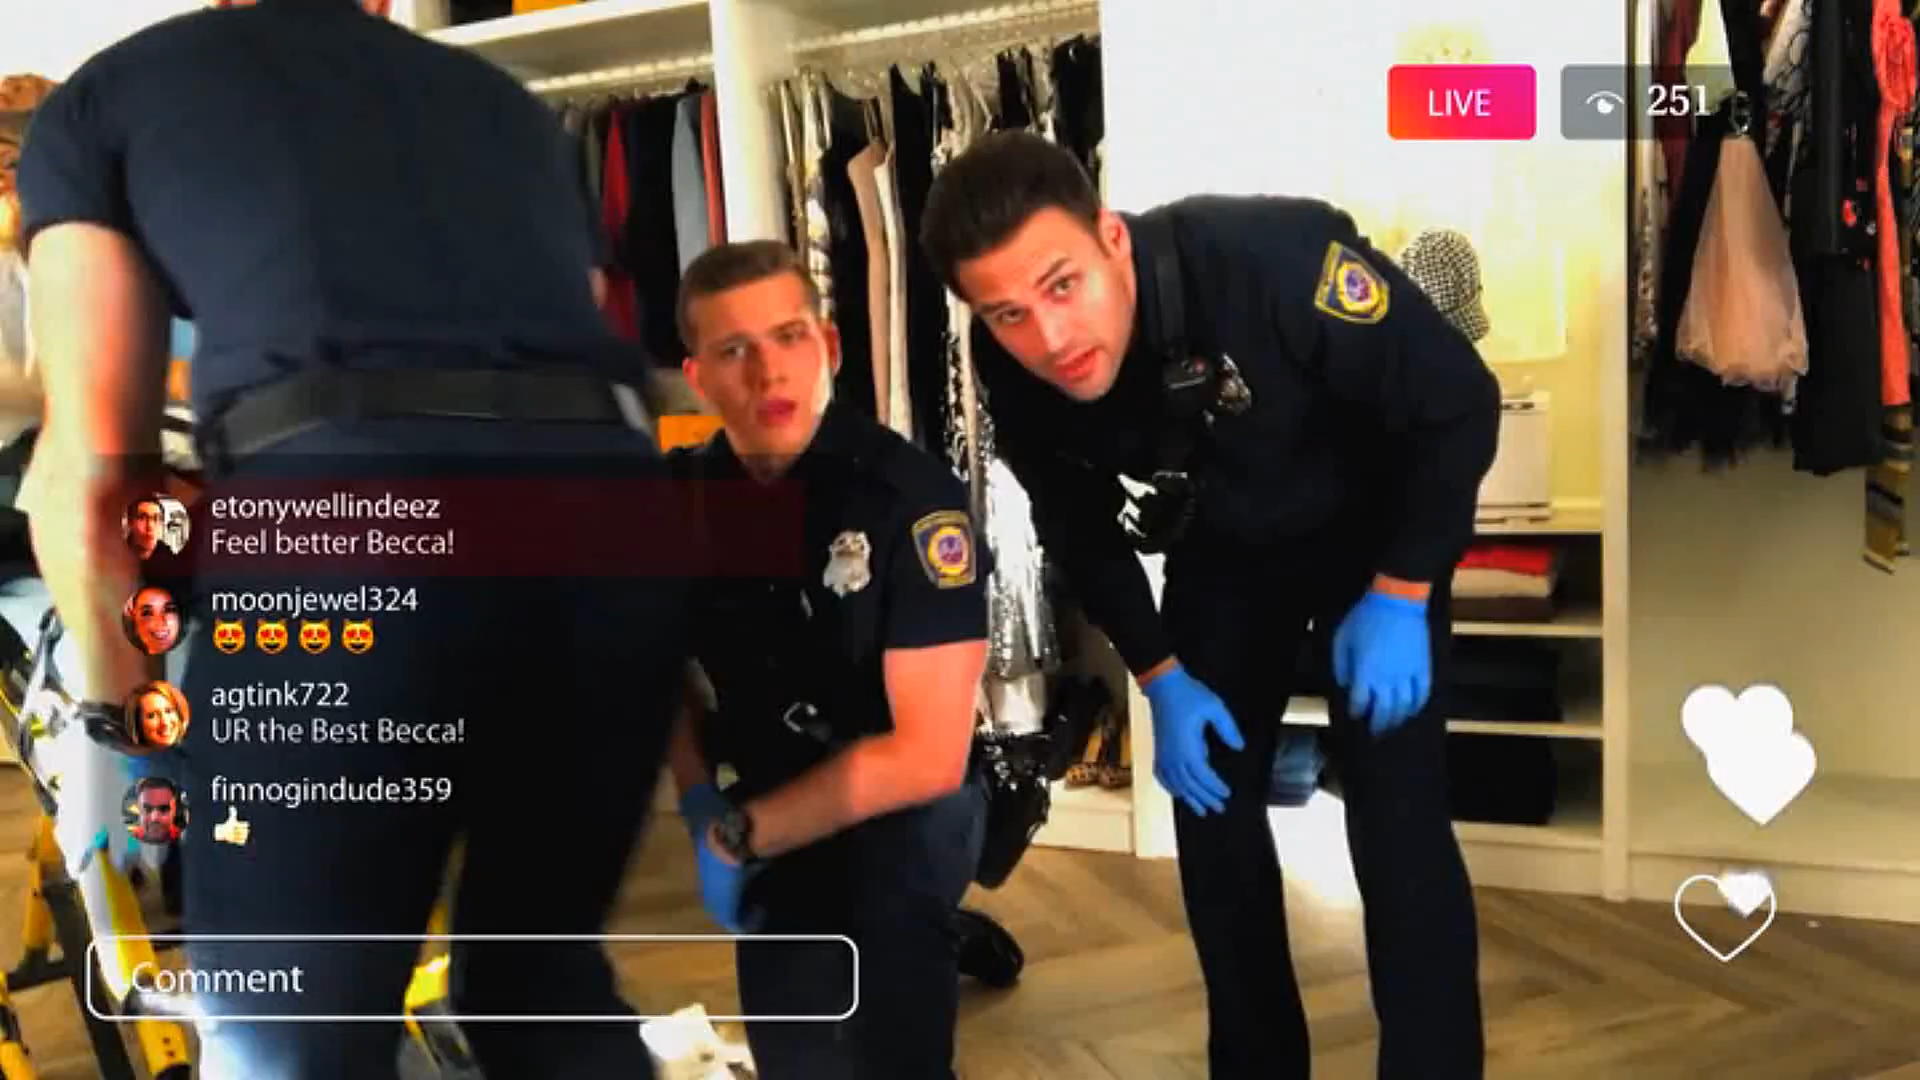 LIVE
251
etonywellindeez
Feel better Becca!
moonjewel324
agtink722
UR the Best Becca!
finnogindude359
Comment